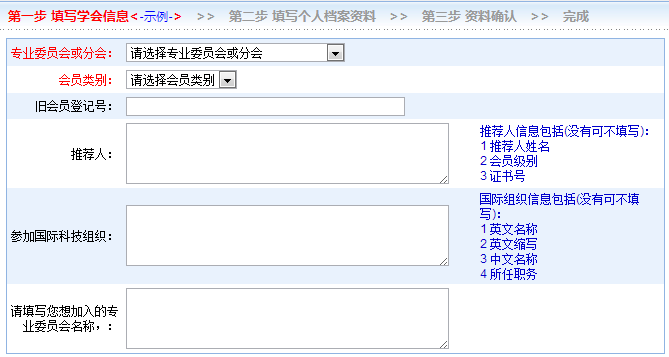 第一步 填写学会信息<-示例-> >> 第二步 填写个人档案资料 >> 第三步 资料确认 >> 完成
专业委员会或分会： 请选择专业委员会或分会
会员类别： 请选择会员类别
旧会员登记号：
推荐人：
推荐人信息包括(没有可不填写)：
1 推荐人姓名
2 会员级别
3 证书号
参加国际科技组织：
国际组织信息包括(没有可不填
写)：
1 英文名称
2 英文缩写
3 中文名称
4 所任职务
请填写您想加入的专
业委员会名称，：